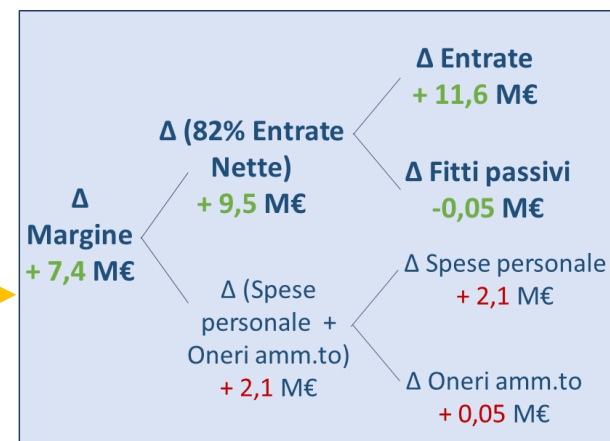 Δ Entrate
+ 11,6 M€
Δ (82% Entrate
Nette)
+ 9,5 M€
Δ Fitti passivi
-0,05 M€
Δ
Margine
+ 7,4 M€
Δ (Spese
personale +
Oneri amm.to)
+ 2,1 M€
Δ Spese personale
+ 2,1 M€
Δ Oneri amm.to
+ 0,05 M€